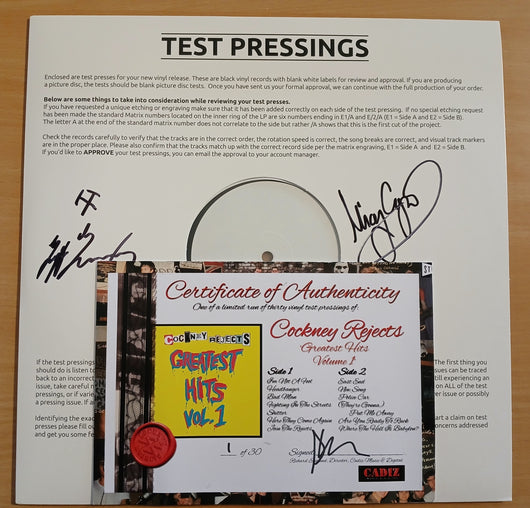 TEST PRESSINGS
Enclosed are test presses for your new vinyl release. These are black vinyl records with blank white labels for review and approval. If you are producing
a picture disc, the tests should be blank picture disc tests. Once you have sent us your formal approval, we can continue with the full production of your order.
Below are some things to take into consideration while reviewing your test presses.
If you have requested a unique etching or engraving make sure that it has been added correctly on each side of the test pressing. If no special etching request
has been made the standard Matrix numbers located on the inner ring of the LP are six numbers ending in E1/A and E/2,/A (E1 = Side A and E2 = Side B).
The letter A at the end of the standard matrix number does not correlate to the side but rather /A shows that this is the first cut of the project.
Check the records carefully to verify that the tracks are in the correct order, the rotation speed is correct, the song breaks are correct, and visual track markers
are in the proper place. Please also confirm that the tracks match up with the correct record side per the matrix engraving, E1 = Side A and E2 = Side B.
If you'd like to APPROVE your test pressings, you can email the approval to your account manager.
If the test pressings
The first thing you
should do is listen to
back to an incorrect
still experiencing an
issue, take careful
on ALL of the test
pressings, or if
issue or possibly
a pressing issue. If
Identifying the exact
start a claim on test
presses please fill out
concerns addressed
and get you some
Certificate of Authenticity
One of a limited run of thirty vinyl test pressings of:
Cockney Rejects
Greatest Hits
Volume 1
COCKNEY REJECTS
GREATEST
HITS
VOL. 1
Side 1
I'm Not A Fool
Headbanger
Bad Man
Fighting In The Streets
Shitter
Here They Come Again
Join The Rejects
Side 2
East End
New Song
Police Car
(They're Gonna)
Put Me Away
Are You Ready To Ruck
Where The Hell Is Babylon?
1 of 30
Signed
Director, Cadiz Music & Digital
CADIZ